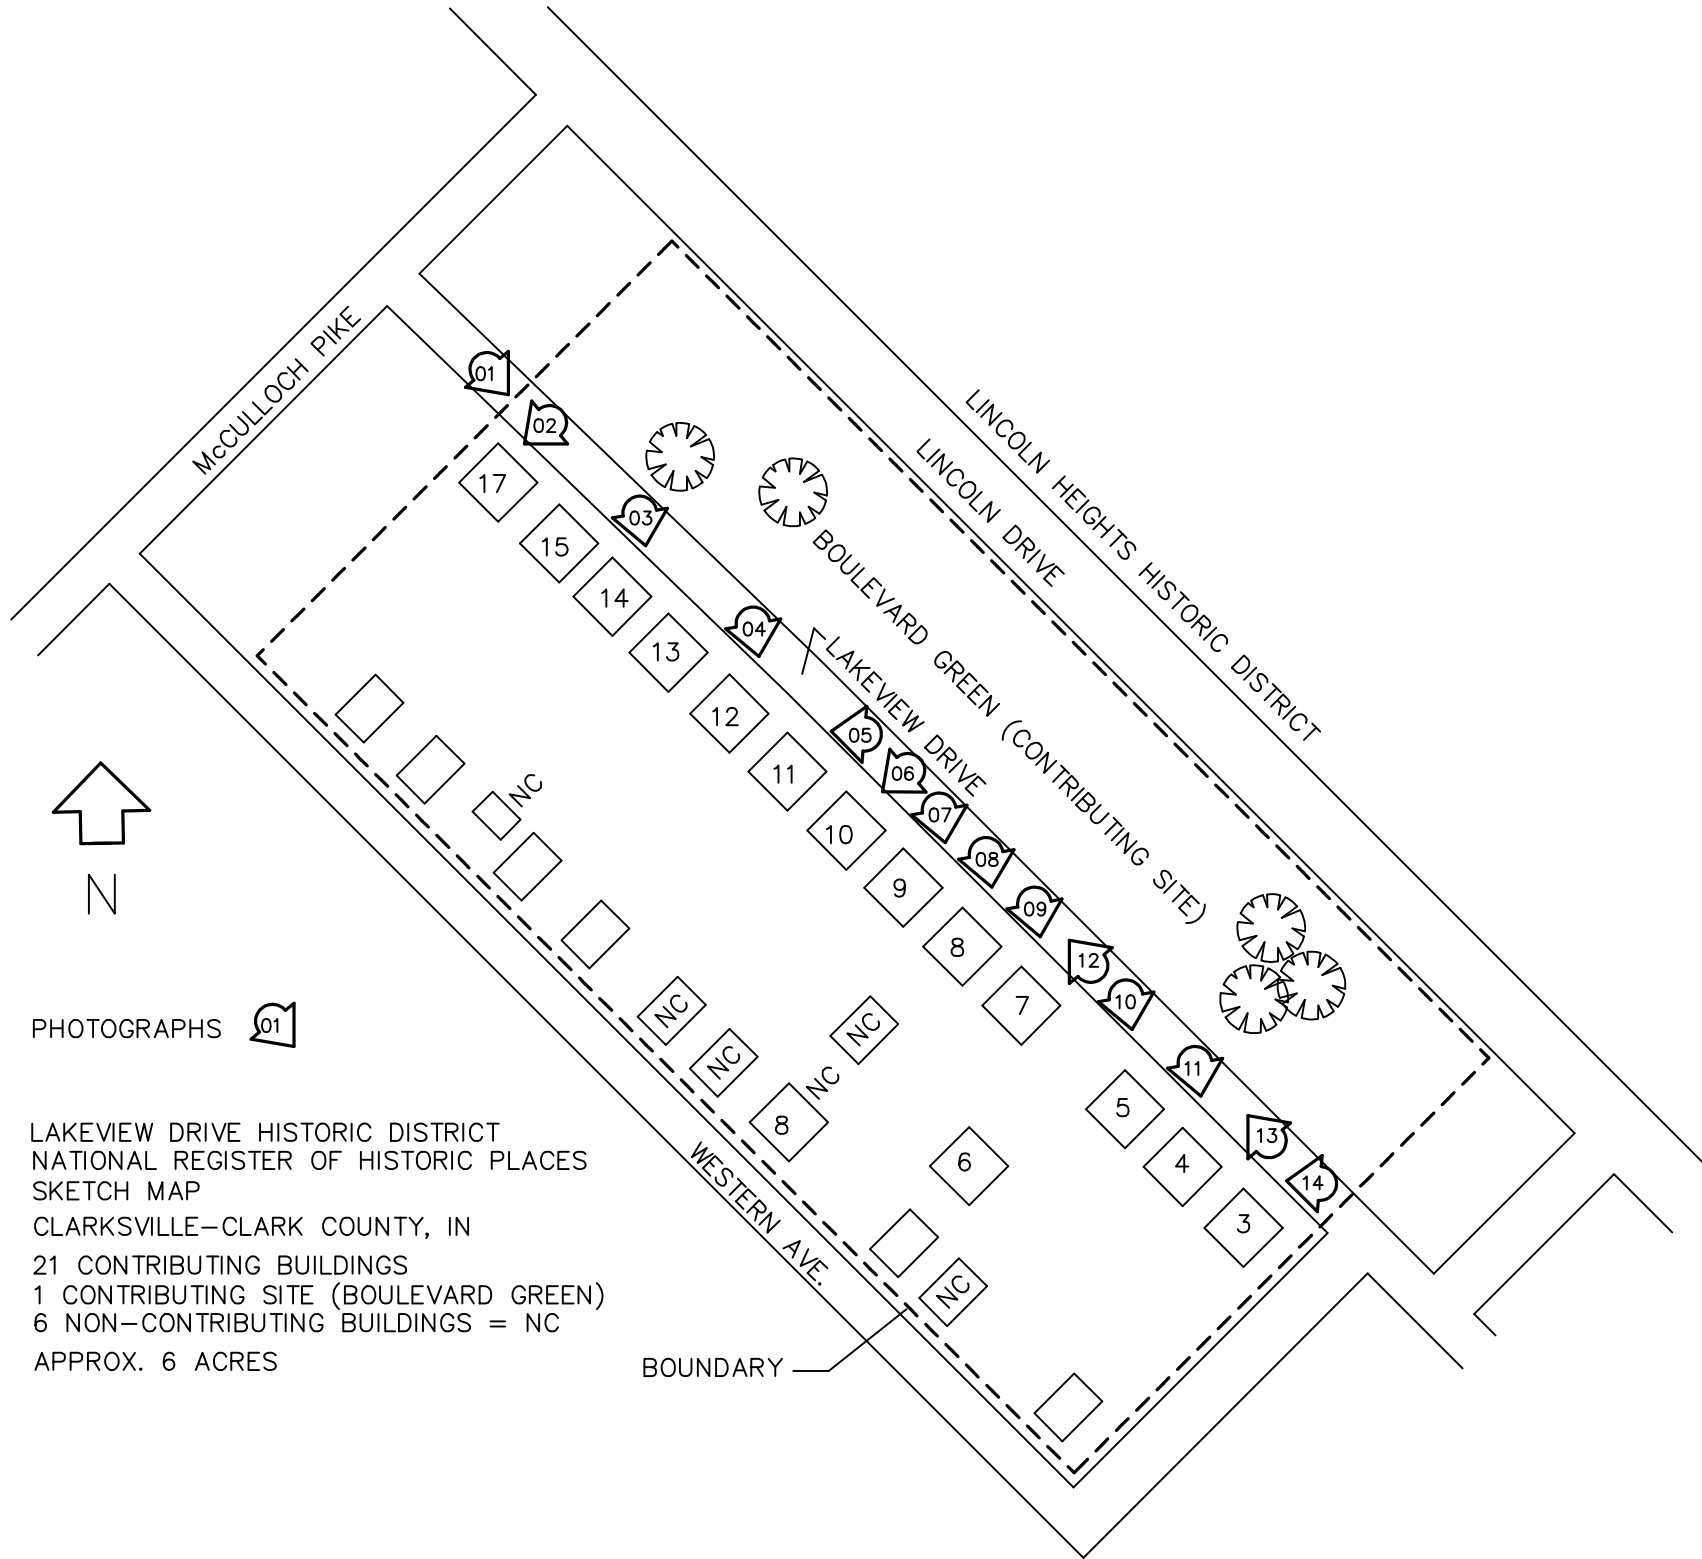 McCULLOCH PIKE
01
02
03
04
05
06
07
08
09
12
10
11
13
14
LINCOLN HEIGHTS HISTORIC DISTRICT
LINCOLN DRIVE
BOULEVARD GREEN (CONTRIBUTING SITE)
LAKEVIEW DRIVE
17
15
14
13
12
11
10
9
8
7
5
4
3
NC
NC
NC
NC
NC
8
6
NC
WESTERN AVE.
N
PHOTOGRAPHS 01
LAKEVIEW DRIVE HISTORIC DISTRICT
NATIONAL REGISTER OF HISTORIC PLACES
SKETCH MAP
CLARKSVILLE-CLARK COUNTY, IN
21 CONTRIBUTING BUILDINGS
1 CONTRIBUTING SITE (BOULEVARD GREEN)
6 NON-CONTRIBUTING BUILDINGS = NC
APPROX. 6 ACRES
BOUNDARY